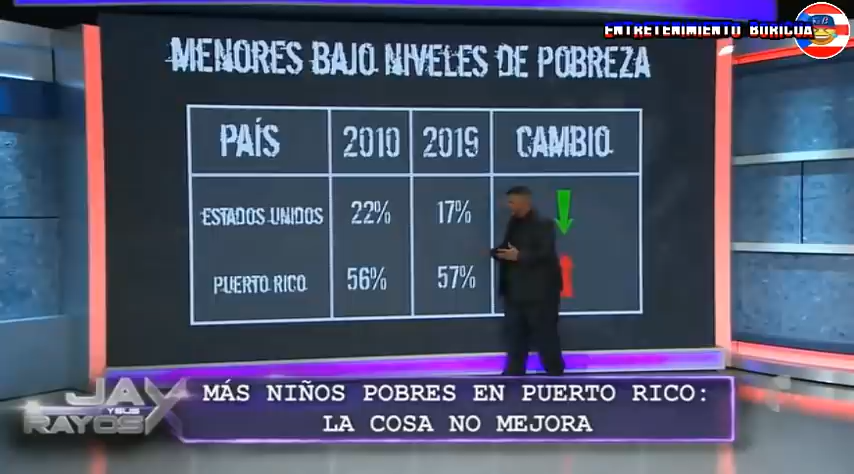 ENTRETENIMIENTO BORICUA
MENORES BAJO NIVELES DE POBREZA
PAÍS 2010 2019 CAMBIO
ESTADOS UNIDOS 22% 17%
PUERTO RICO 56% 57%
JAY
Y SUS
RAYOS X
MÁS NIÑOS POBRES EN PUERTO RICO:
LA COSA NO MEJORA